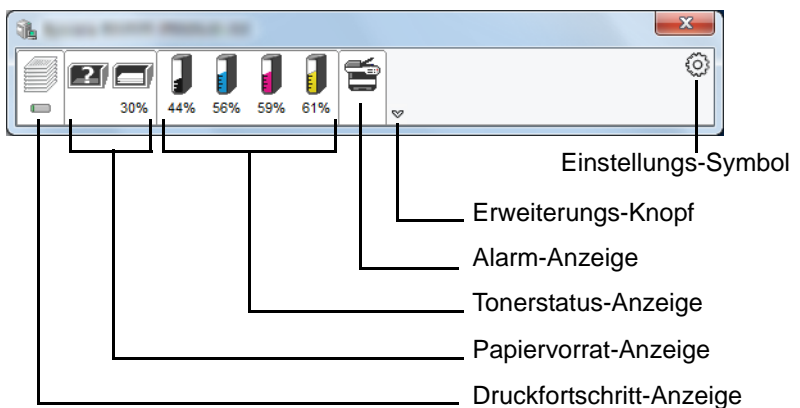 ?
30% 44% 56% 59% 61%
Einstellungs-Symbol
Erweiterungs-Knopf
Alarm-Anzeige
Tonerstatus-Anzeige
Papiervorrat-Anzeige
Druckfortschritt-Anzeige